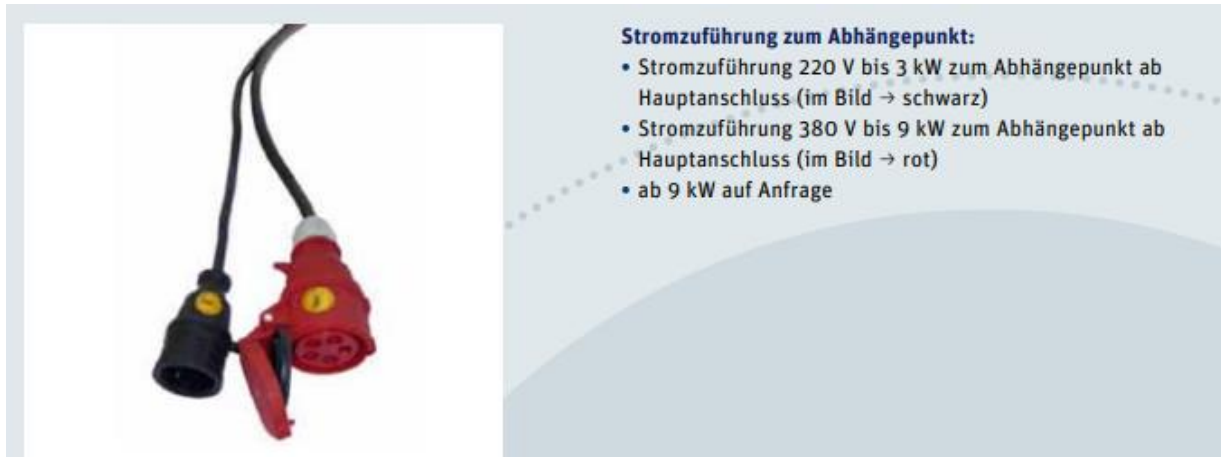 Stromzuführung zum Abhängepunkt:
• Stromzuführung 220 V bis 3 kW zum Abhängepunkt ab
Hauptanschluss (im Bild → schwarz)
• Stromzuführung 380 V bis 9 kW zum Abhängepunkt ab
Hauptanschluss (im Bild → rot)
• ab 9 kW auf Anfrage